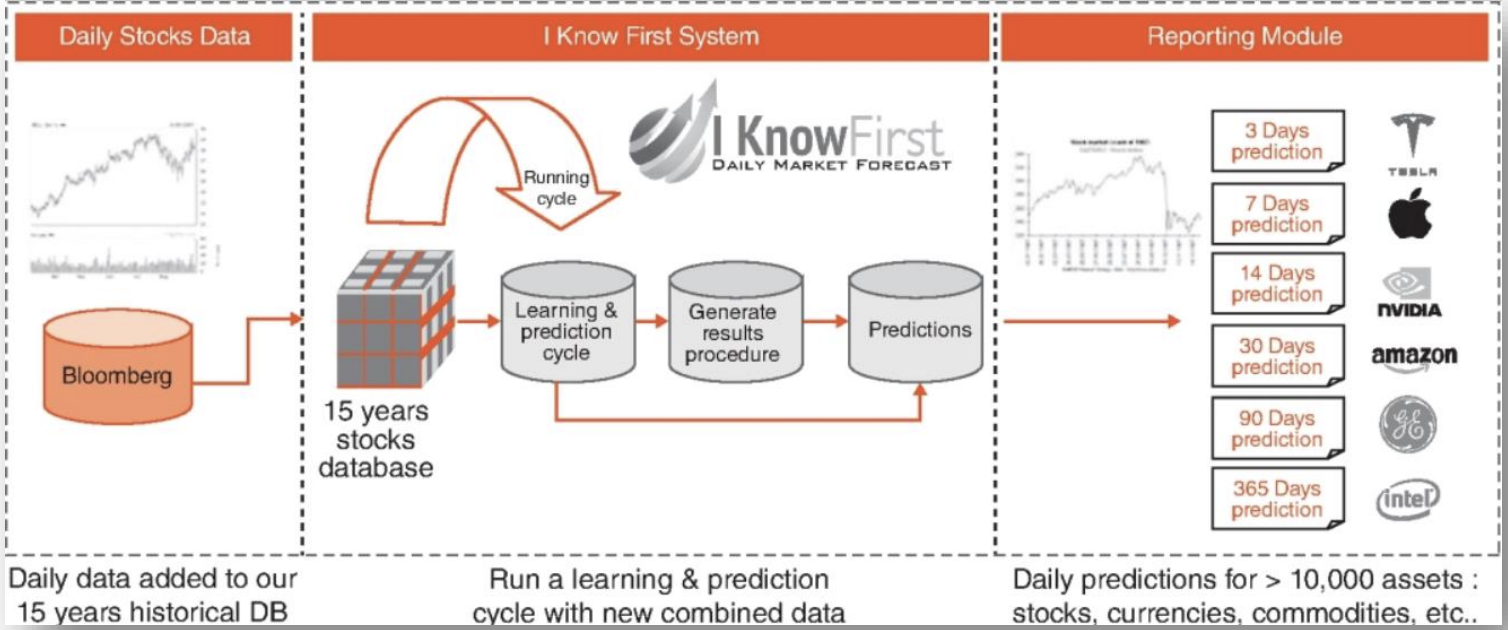 Daily Stocks Data
Bloomberg
Daily data added to our
15 years historical DB
I Know First System
Running
cycle
I KnowFirst
DAILY MARKET FORECAST
15 years
stocks
database
Learning &
prediction
cycle
Generate
results
procedure
Predictions
Run a learning & prediction
cycle with new combined data
Reporting Module
3 Days
prediction
TESLA
7 Days
prediction
14 Days
prediction
nVIDIA
30 Days
prediction
amazon
90 Days
prediction
GE
365 Days
prediction
intel
Daily predictions for > 10,000 assets :
stocks, currencies, commodities, etc..